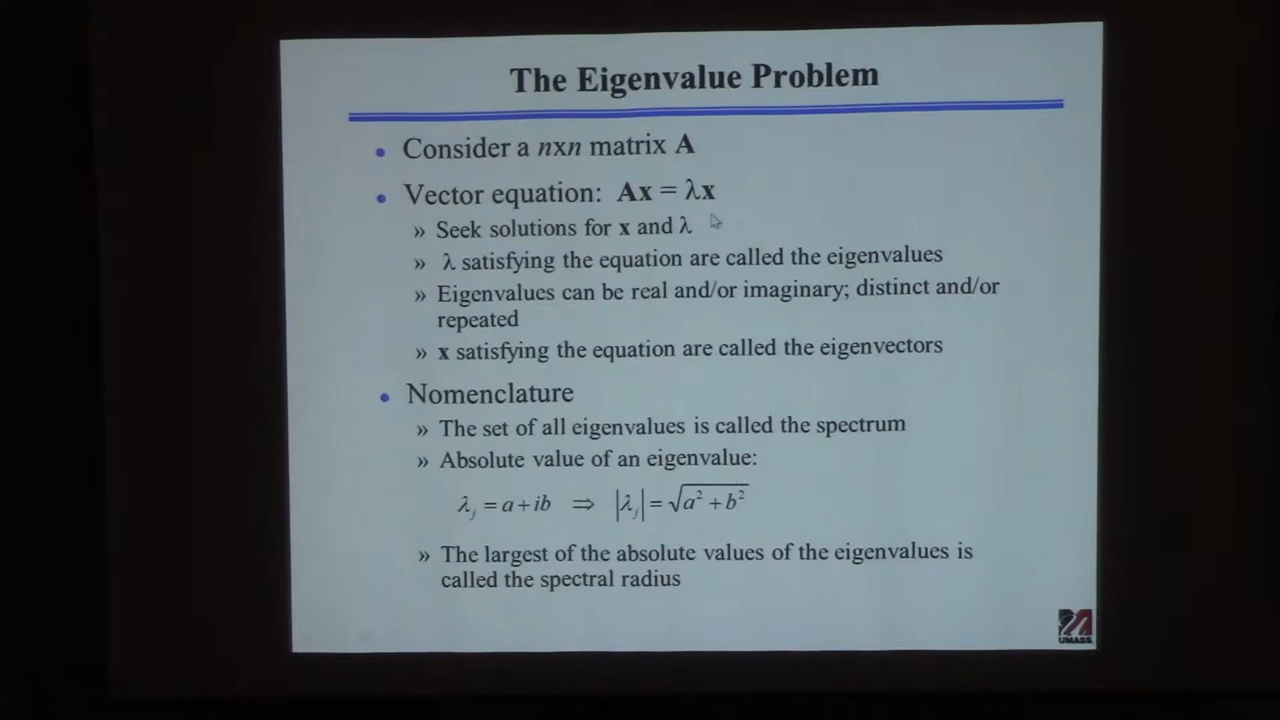 The Eigenvalue Problem
• Consider a nxn matrix A
• Vector equation: Ax = λx
» Seek solutions for x and λ
» λ satisfying the equation are called the eigenvalues
» Eigenvalues can be real and/or imaginary; distinct and/or
repeated
» x satisfying the equation are called the eigenvectors
• Nomenclature
» The set of all eigenvalues is called the spectrum
» Absolute value of an eigenvalue:
λⱼ = a + ib ⇒ |λⱼ| = √(a² + b²)
» The largest of the absolute values of the eigenvalues is
called the spectral radius
UMASS